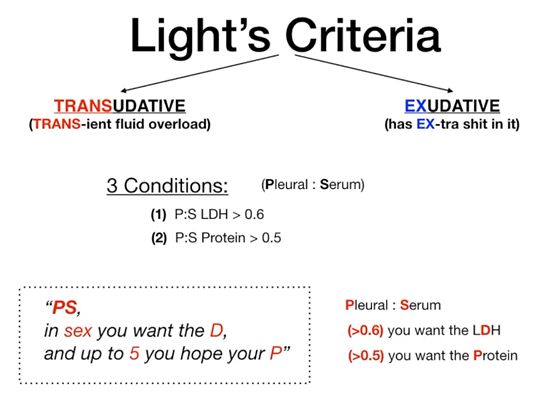 Light's Criteria
TRANSUDATIVE
(TRANS-ient fluid overload)
EXUDATIVE
(has EX-tra shit in it)
3 Conditions:
(Pleural : Serum)
(1) P:S LDH > 0.6
(2) P:S Protein > 0.5
“PS,
in sex you want the D,
and up to 5 you hope your P”
Pleural : Serum
(>0.6) you want the LDH
(>0.5) you want the Protein